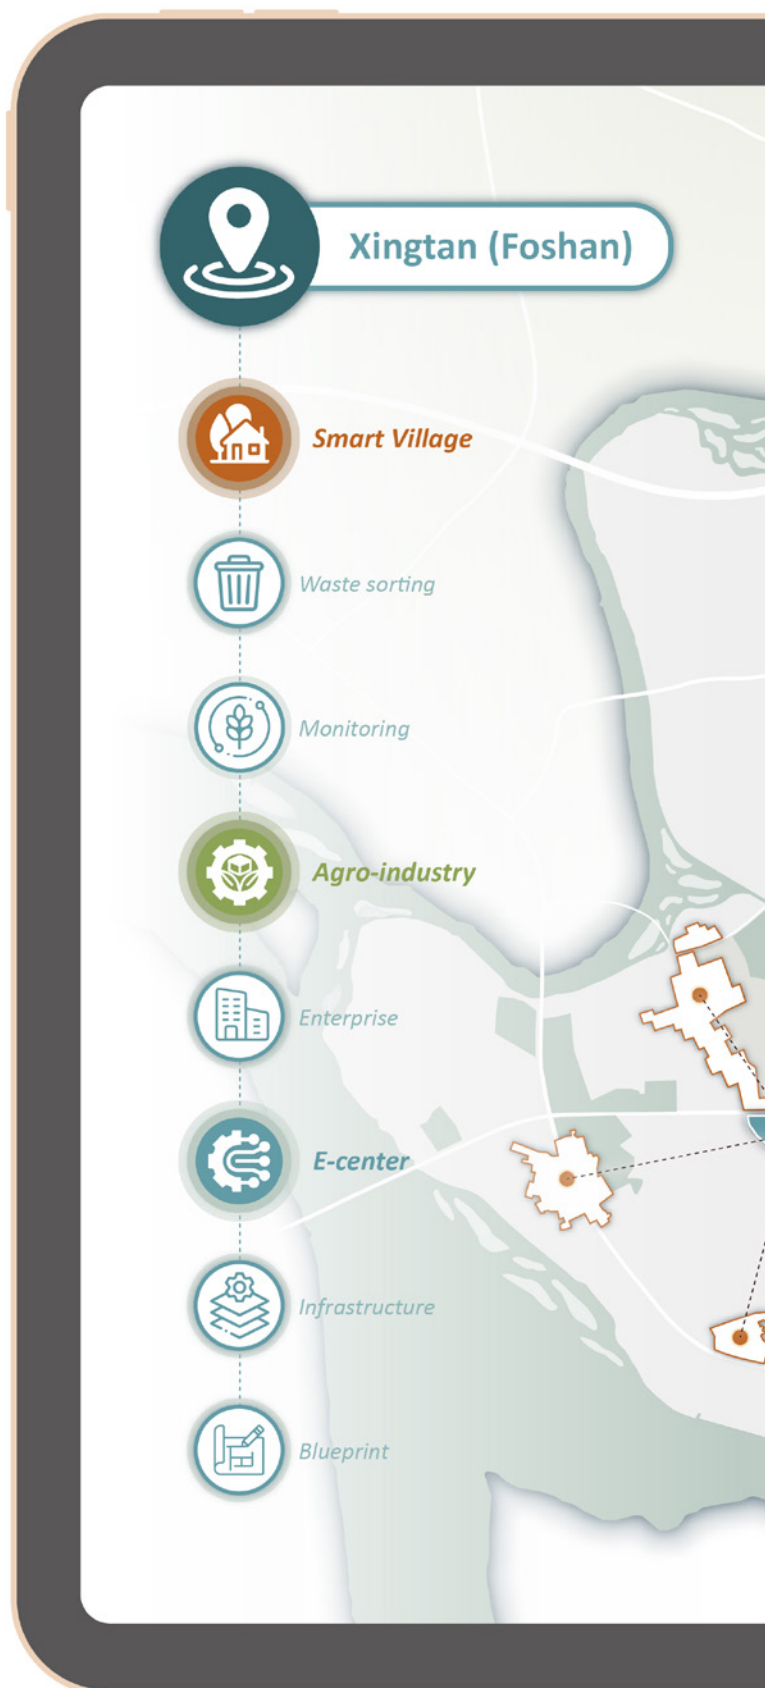 Xingtan (Foshan)
Smart Village
Waste sorting
Monitoring
Agro-industry
Enterprise
E-center
Infrastructure
Blueprint